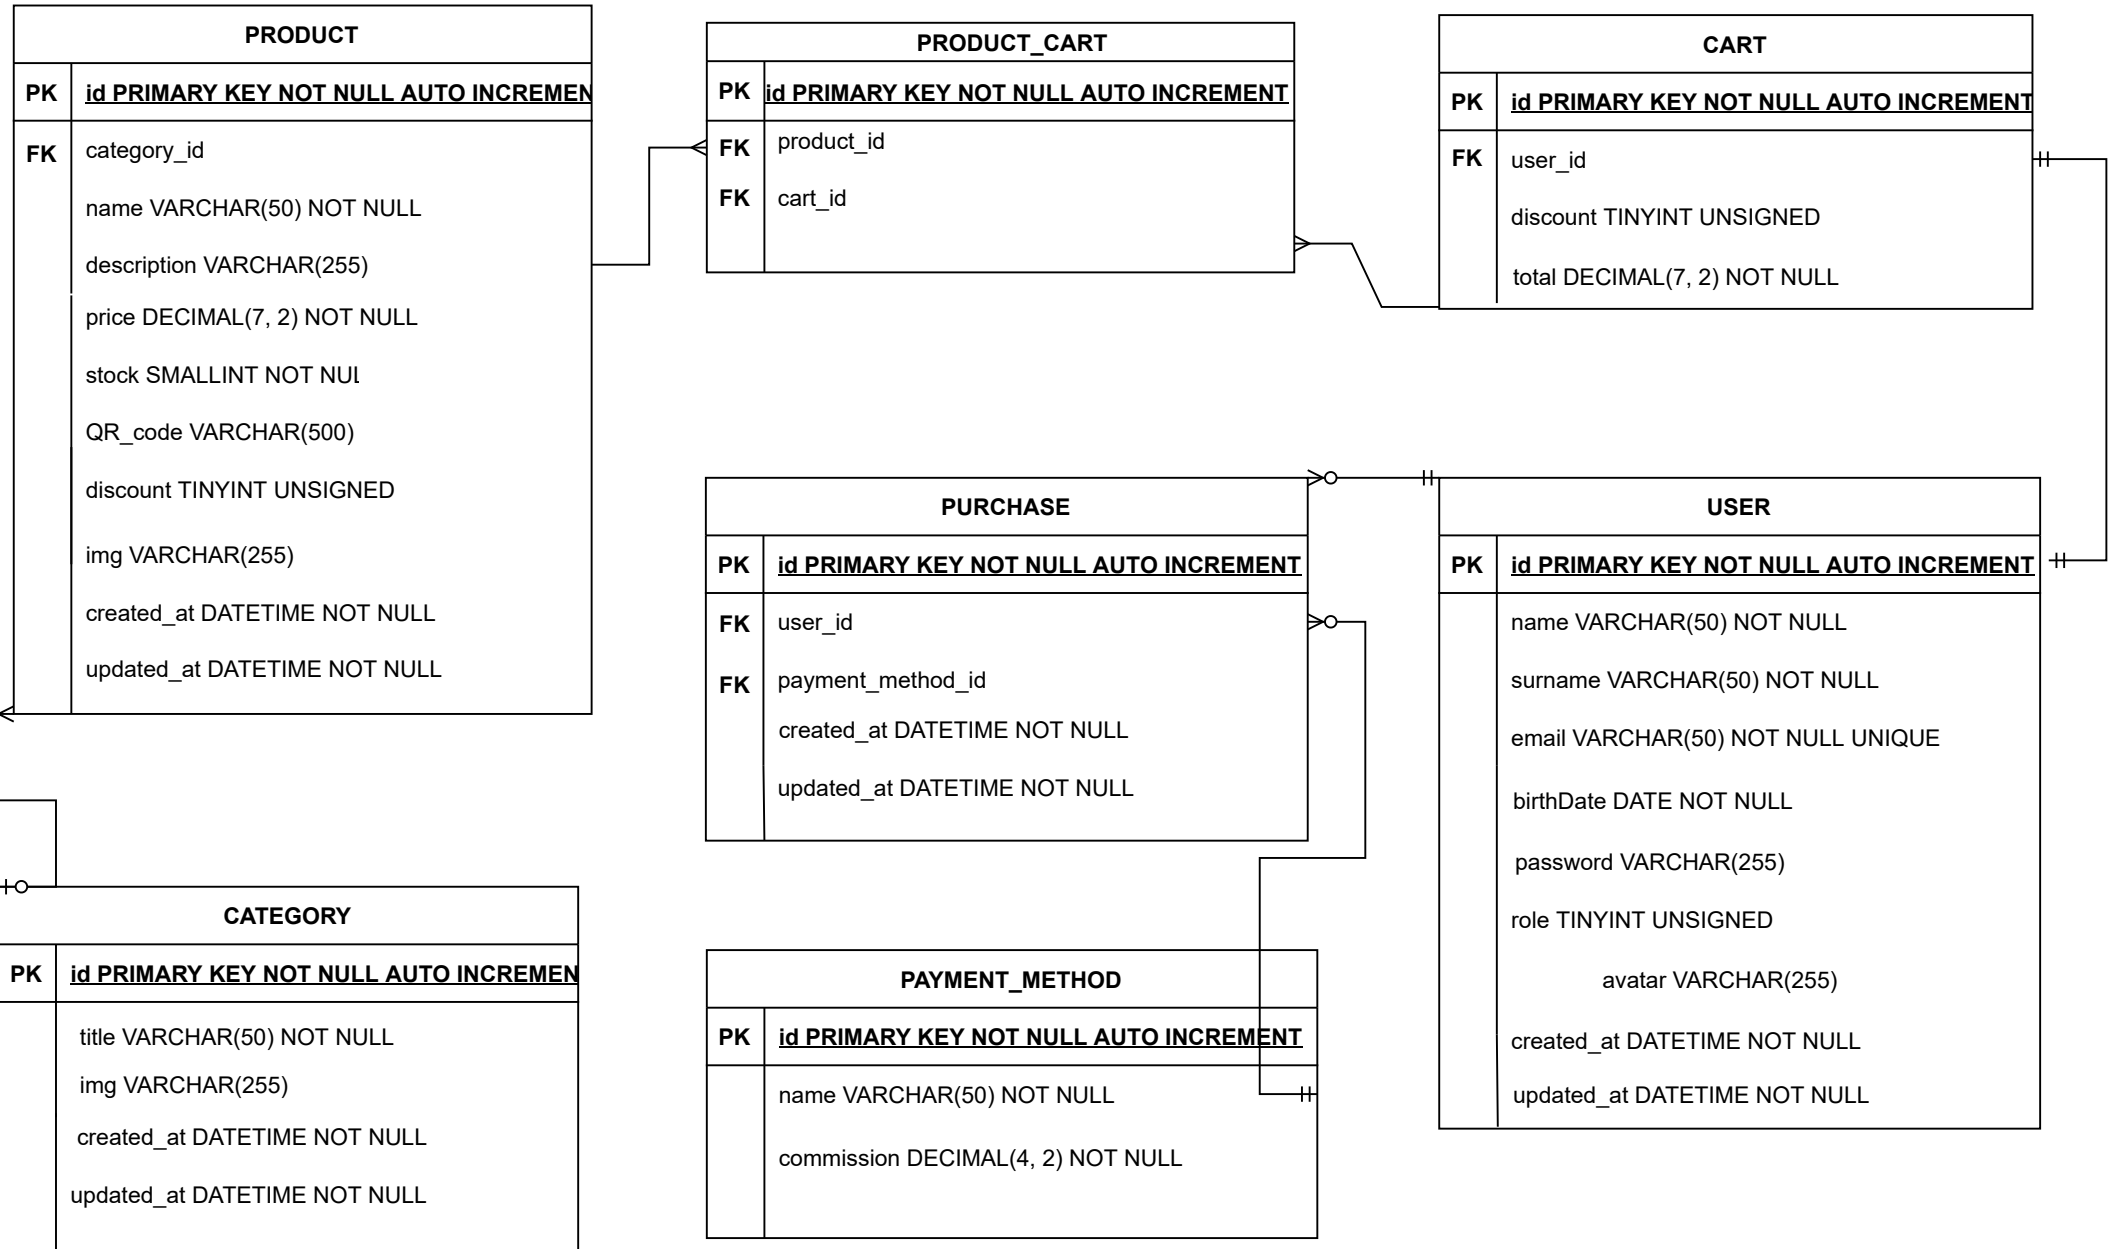 PRODUCT
PK id PRIMARY KEY NOT NULL AUTO INCREMEN
FK category_id
name VARCHAR(50) NOT NULL
description VARCHAR(255)
price DECIMAL(7, 2) NOT NULL
stock SMALLINT NOT NUL
QR_code VARCHAR(500)
discount TINYINT UNSIGNED
img VARCHAR(255)
created_at DATETIME NOT NULL
updated_at DATETIME NOT NULL
PRODUCT_CART
PK id PRIMARY KEY NOT NULL AUTO INCREMENT
FK product_id
FK cart_id
CART
PK id PRIMARY KEY NOT NULL AUTO INCREMENT
FK user_id
discount TINYINT UNSIGNED
total DECIMAL(7, 2) NOT NULL
PURCHASE
PK id PRIMARY KEY NOT NULL AUTO INCREMENT
FK user_id
FK payment_method_id
created_at DATETIME NOT NULL
updated_at DATETIME NOT NULL
USER
PK id PRIMARY KEY NOT NULL AUTO INCREMENT
name VARCHAR(50) NOT NULL
surname VARCHAR(50) NOT NULL
email VARCHAR(50) NOT NULL UNIQUE
birthDate DATE NOT NULL
password VARCHAR(255)
role TINYINT UNSIGNED
avatar VARCHAR(255)
created_at DATETIME NOT NULL
updated_at DATETIME NOT NULL
CATEGORY
PK id PRIMARY KEY NOT NULL AUTO INCREMEN
title VARCHAR(50) NOT NULL
img VARCHAR(255)
created_at DATETIME NOT NULL
updated_at DATETIME NOT NULL
PAYMENT_METHOD
PK id PRIMARY KEY NOT NULL AUTO INCREMENT
name VARCHAR(50) NOT NULL
commission DECIMAL(4, 2) NOT NULL